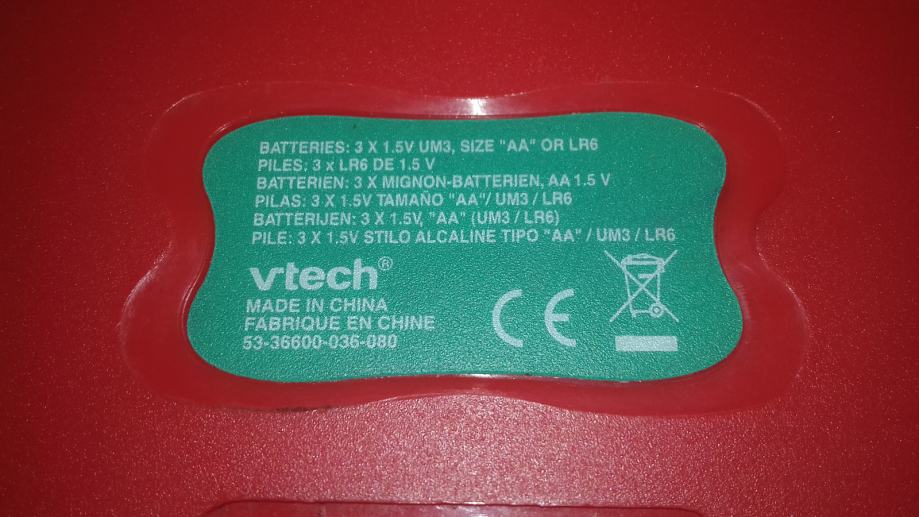 BATTERIES: 3 X 1.5V UM3, SIZE "AA" OR LR6
PILES: 3 x LR6 DE 1.5 V
BATTERIEN: 3 X MIGNON-BATTERIEN, AA 1.5 V
PILAS: 3 X 1.5V TAMAÑO "AA"/ UM3 / LR6
BATTERIJEN: 3 X 1.5V, "AA" (UM3 / LR6)
PILE: 3 X 1.5V STILO ALCALINE TIPO "AA" / UM3 / LR6
vtech®
MADE IN CHINA
FABRIQUE EN CHINE
53-36600-036-080
CE